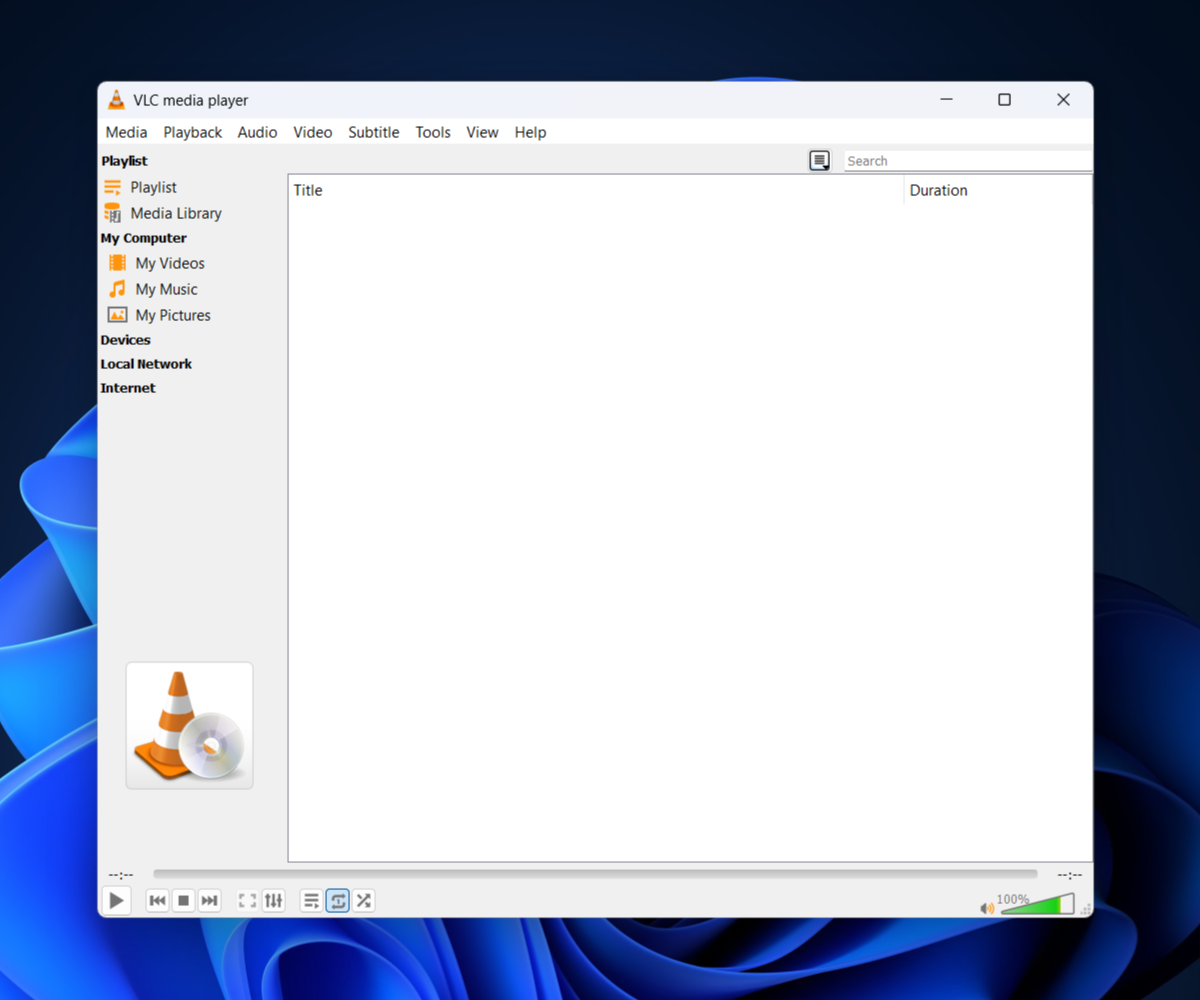 VLC media player
Media Playback Audio Video Subtitle Tools View Help
Playlist
Search
Playlist
Title
Duration
Media Library
My Computer
My Videos
My Music
My Pictures
Devices
Local Network
Internet
--:--
--:--
100%